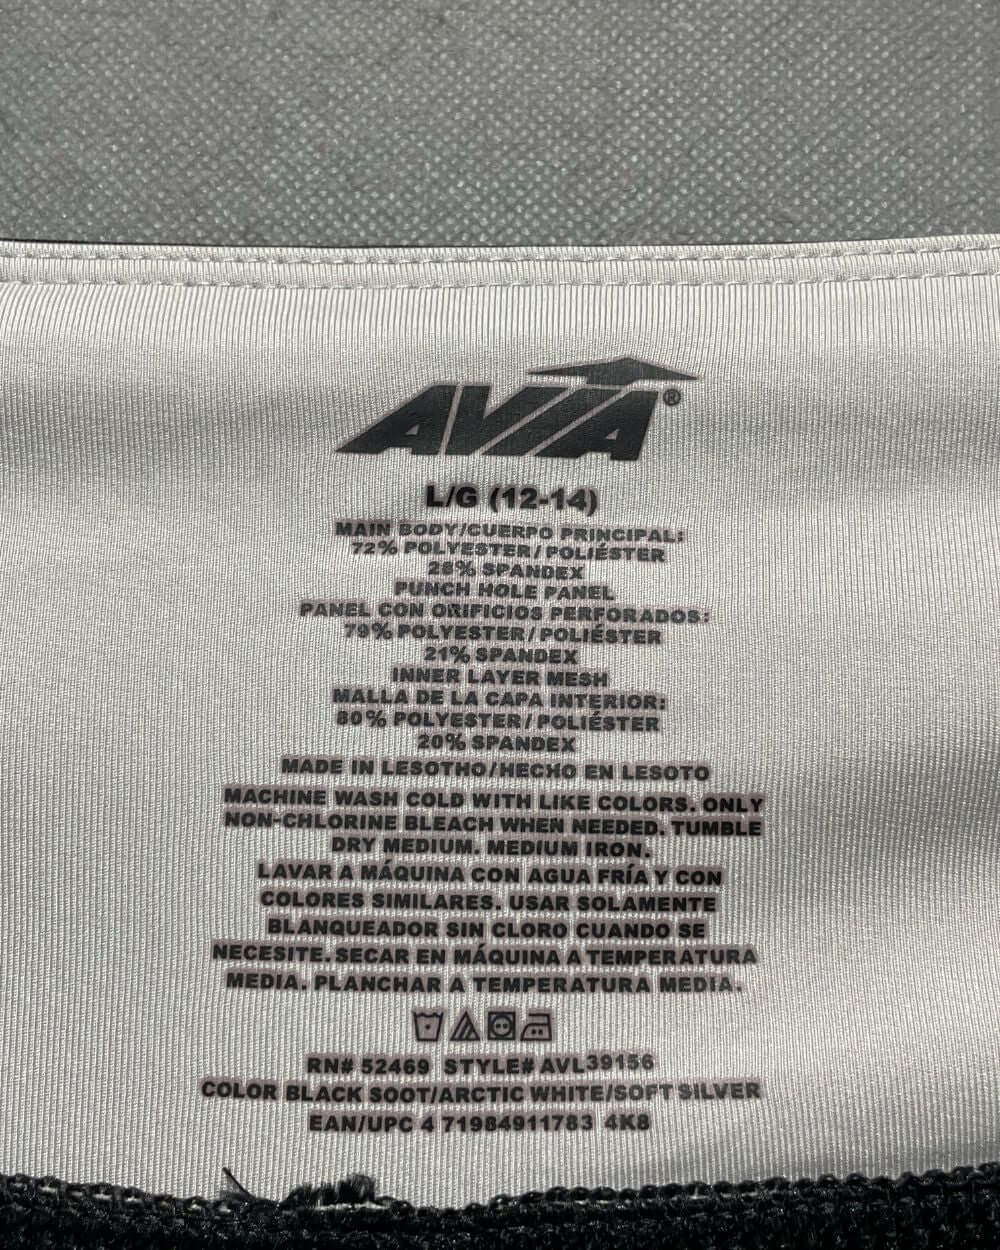 AVIA®
L/G (12-14)
MAIN BODY/CUERPO PRINCIPAL:
72% POLYESTER/POLIÉSTER
28% SPANDEX
PUNCH HOLE PANEL
PANEL CON ORIFICIOS PERFORADOS:
79% POLYESTER/POLIÉSTER
21% SPANDEX
INNER LAYER MESH
MALLA DE LA CAPA INTERIOR:
80% POLYESTER/POLIÉSTER
20% SPANDEX
MADE IN LESOTHO/HECHO EN LESOTO
MACHINE WASH COLD WITH LIKE COLORS. ONLY
NON-CHLORINE BLEACH WHEN NEEDED. TUMBLE
DRY MEDIUM. MEDIUM IRON.
LAVAR A MÁQUINA CON AGUA FRÍA Y CON
COLORES SIMILARES. USAR SOLAMENTE
BLANQUEADOR SIN CLORO CUANDO SE
NECESITE. SECAR EN MÁQUINA A TEMPERATURA
MEDIA. PLANCHAR A TEMPERATURA MEDIA.
RN# 52469 STYLE# AVL39156
COLOR BLACK SOOT/ARCTIC WHITE/SOFT SILVER
EAN/UPC 4 71984911783 4K8